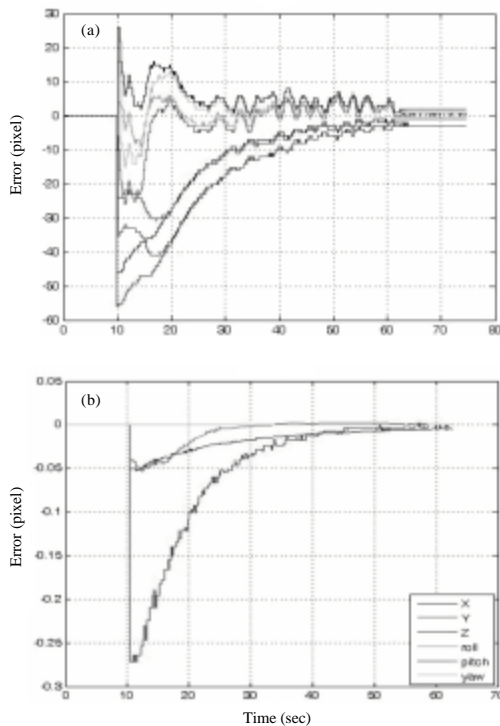 30
(a)
20
10
0
-10
-20
-30
-40
-50
-60
Error (pixel)
0 10 20 30 40 50 60 70 80
0.05
(b)
0
-0.05
-0.1
-0.15
-0.2
-0.25
-0.3
Error (pixel)
X
Y
Z
roll
pitch
yaw
0 10 20 30 40 50 60 70
Time (sec)